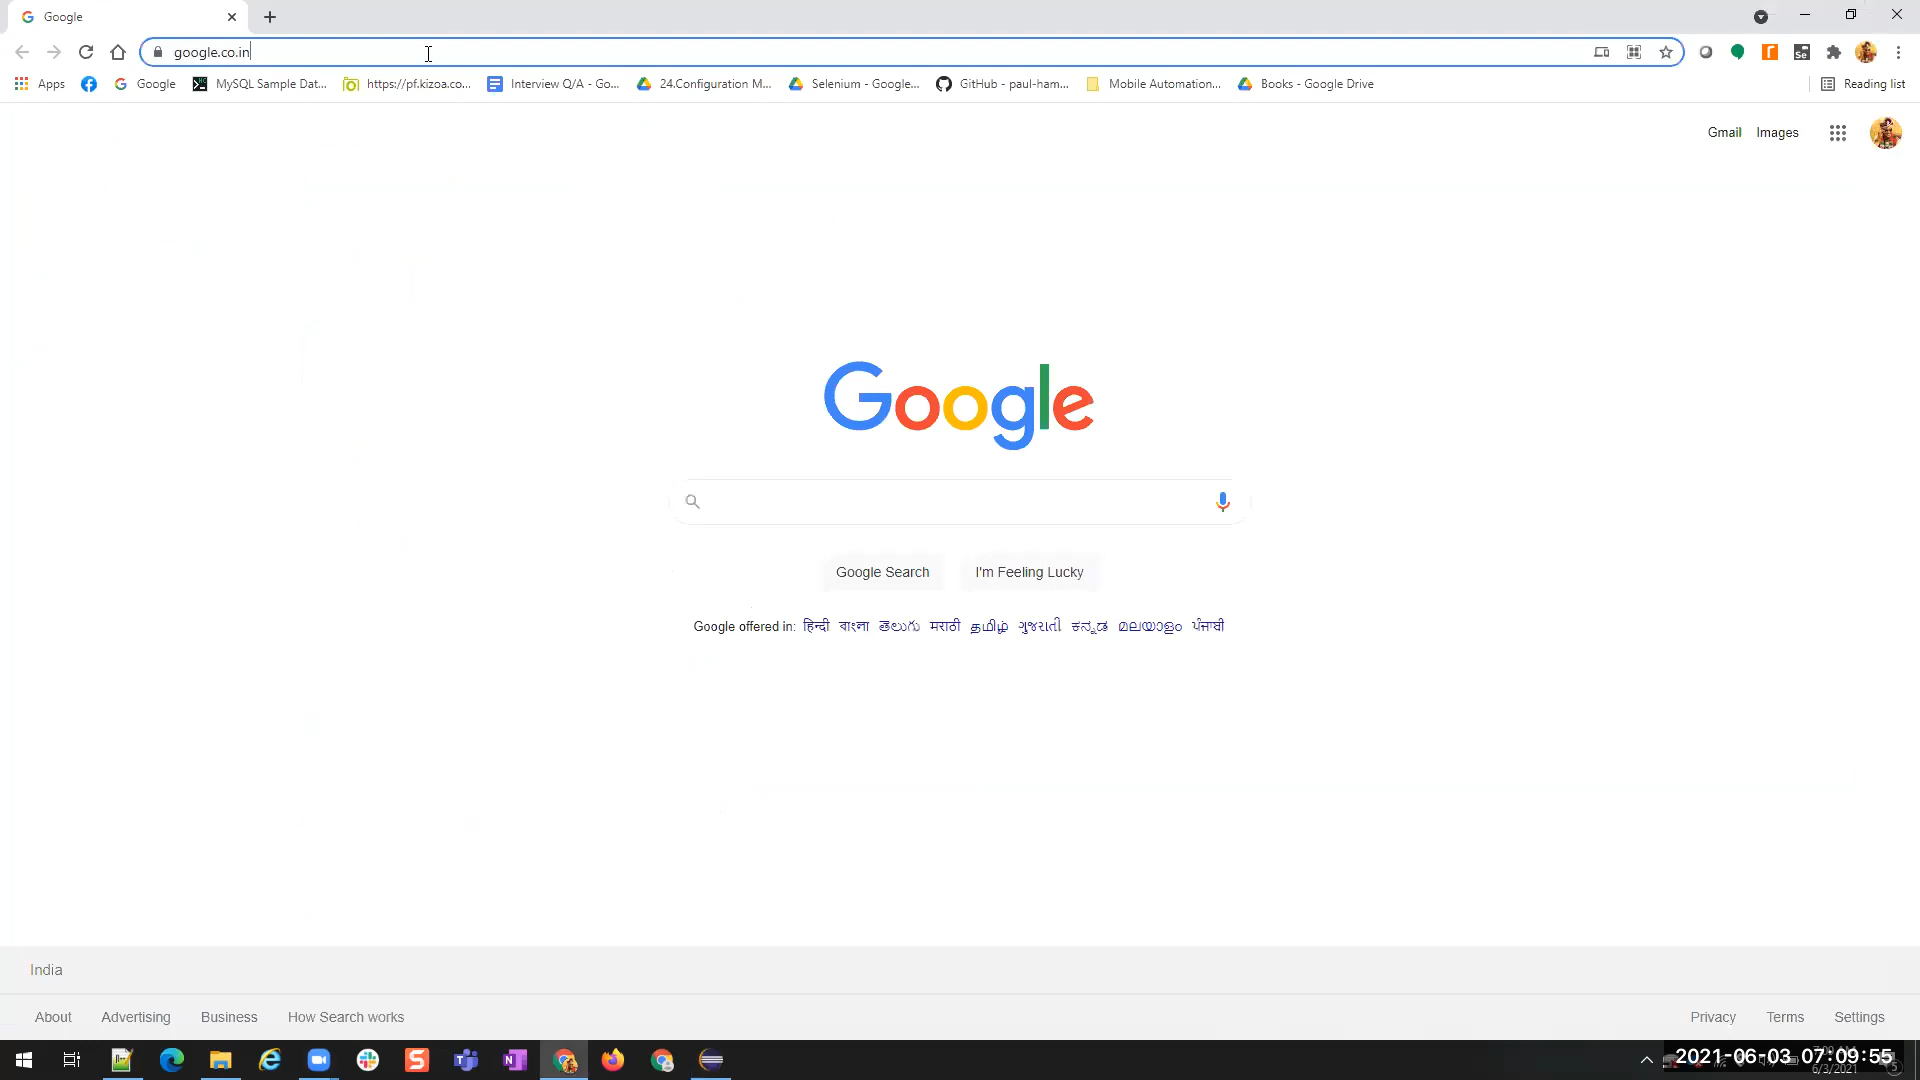 Google
google.co.in
Apps Google MySQL Sample Dat... https://pf.kizoa.co... Interview Q/A - Go... 24.Configuration M... Selenium - Google... GitHub - paul-ham... Mobile Automation... Books - Google Drive Reading list
Gmail Images
Google
Google Search I'm Feeling Lucky
Google offered in: हिन्दी বাংলা తెలుగు मराठी தமிழ் ગુજરાતી ಕನ್ನಡ മലയാളം ਪੰਜਾਬੀ
India
About Advertising Business How Search works Privacy Terms Settings
2021-06-03 07:09:55
6/3/2021